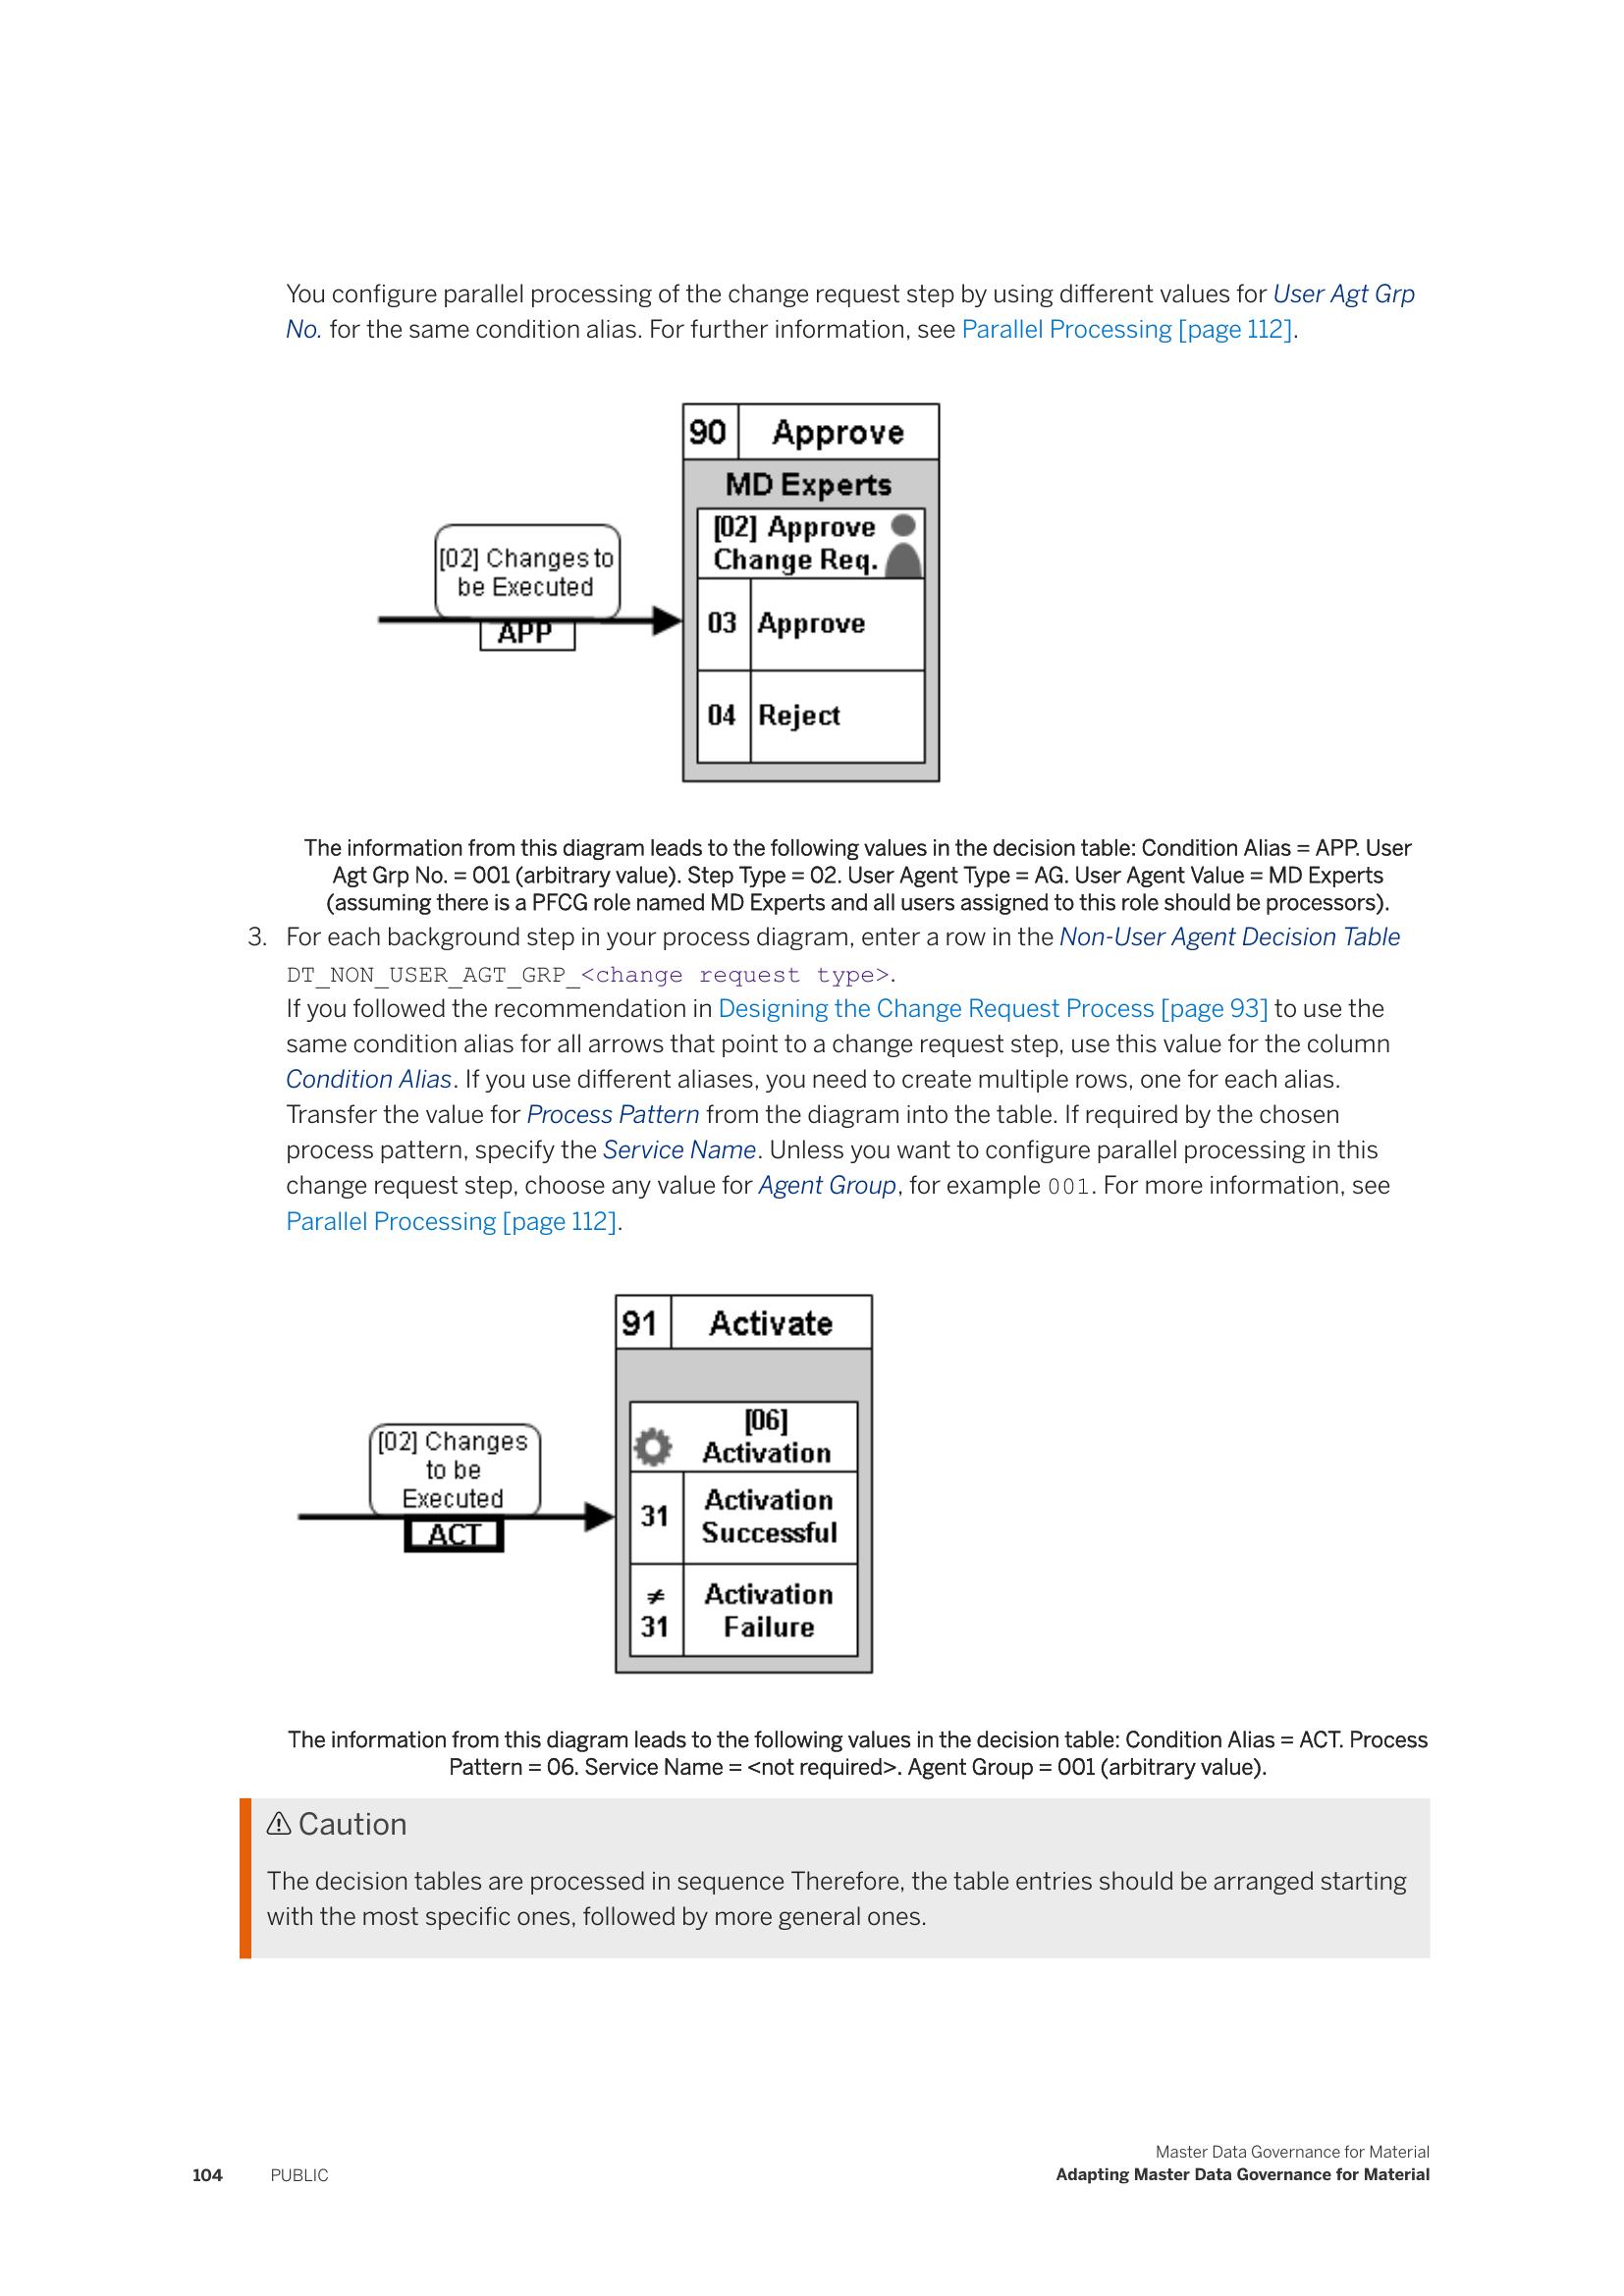 You configure parallel processing of the change request step by using different values for User Agt Grp
No. for the same condition alias. For further information, see Parallel Processing [page 112].
90 Approve
MD Experts
[02] Approve
Change Req.
[02] Changes to
be Executed
APP
03 Approve
04 Reject
The information from this diagram leads to the following values in the decision table: Condition Alias = APP. User
Agt Grp No. = 001 (arbitrary value). Step Type = 02. User Agent Type = AG. User Agent Value = MD Experts
(assuming there is a PFCG role named MD Experts and all users assigned to this role should be processors).
3. For each background step in your process diagram, enter a row in the Non-User Agent Decision Table
DT_NON_USER_AGT_GRP_<change request type>.
If you followed the recommendation in Designing the Change Request Process [page 93] to use the
same condition alias for all arrows that point to a change request step, use this value for the column
Condition Alias. If you use different aliases, you need to create multiple rows, one for each alias.
Transfer the value for Process Pattern from the diagram into the table. If required by the chosen
process pattern, specify the Service Name. Unless you want to configure parallel processing in this
change request step, choose any value for Agent Group, for example 001. For more information, see
Parallel Processing [page 112].
91 Activate
[06]
Activation
[02] Changes
to be
Executed
ACT
31 Activation
Successful
≠ Activation
31 Failure
The information from this diagram leads to the following values in the decision table: Condition Alias = ACT. Process
Pattern = 06. Service Name = <not required>. Agent Group = 001 (arbitrary value).
⚠ Caution
The decision tables are processed in sequence Therefore, the table entries should be arranged starting
with the most specific ones, followed by more general ones.
Master Data Governance for Material
104 PUBLIC Adapting Master Data Governance for Material